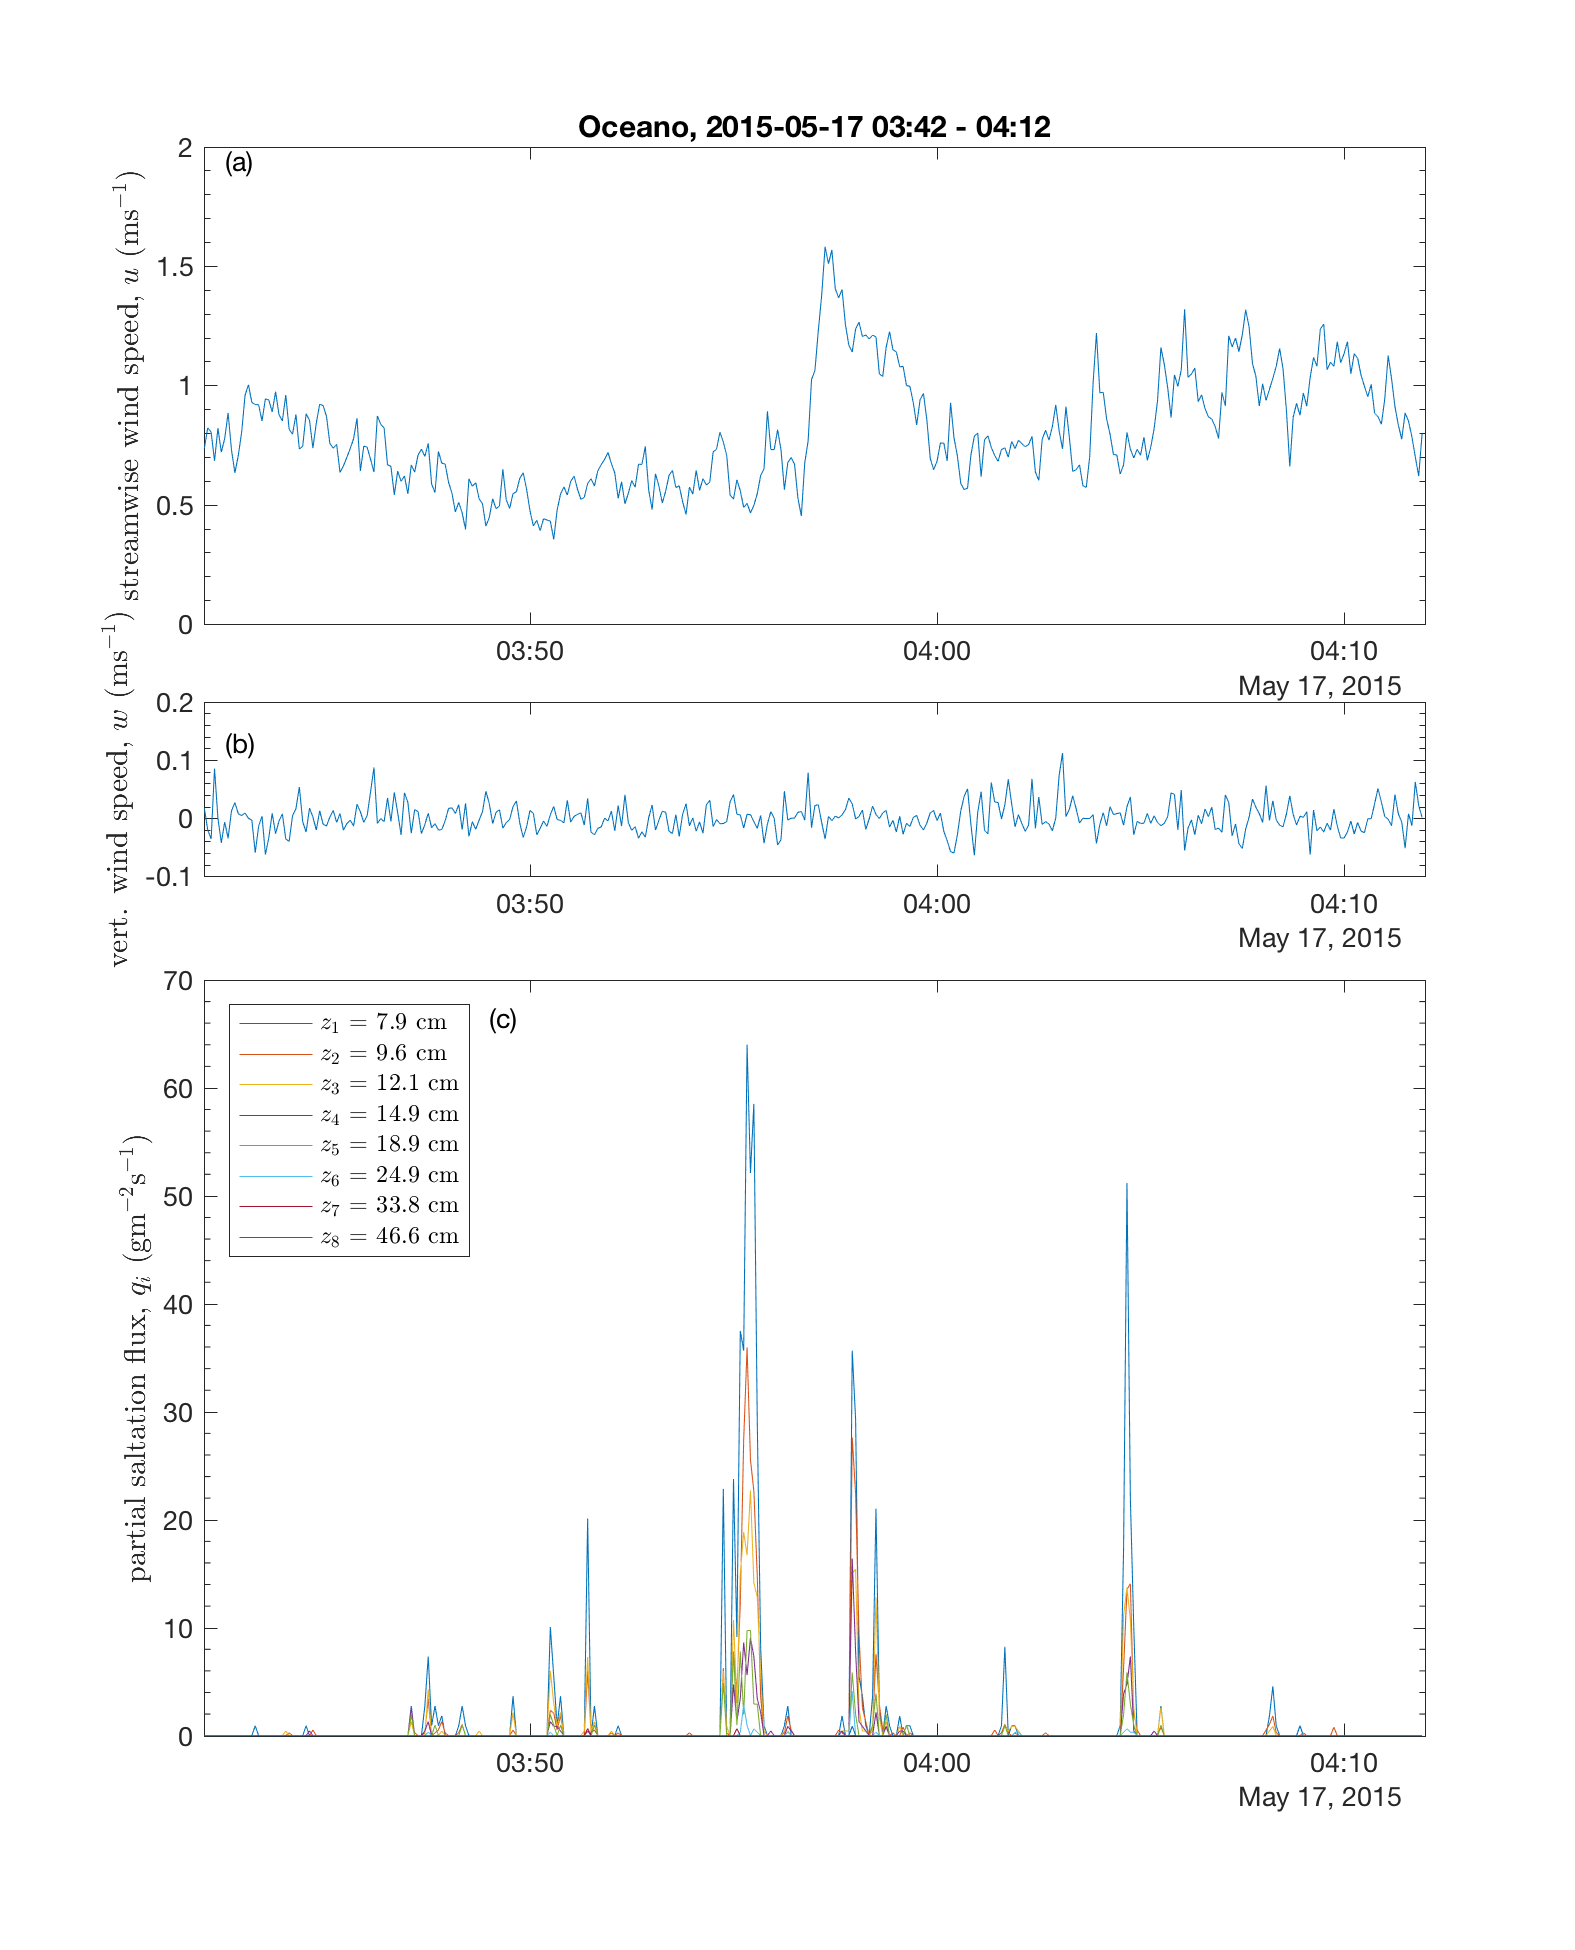 Oceano, 2015-05-17 03:42 - 04:12
(a)
streamwise wind speed, u (ms⁻¹)
2
1.5
1
0.5
0
03:50 04:00 04:10
May 17, 2015
(b)
vert. wind speed, w (ms⁻¹)
0.2
0.1
0
-0.1
03:50 04:00 04:10
May 17, 2015
(c)
partial saltation flux, qᵢ (gm⁻²s⁻¹)
70
60
50
40
30
20
10
0
z₁ = 7.9 cm
z₂ = 9.6 cm
z₃ = 12.1 cm
z₄ = 14.9 cm
z₅ = 18.9 cm
z₆ = 24.9 cm
z₇ = 33.8 cm
z₈ = 46.6 cm
03:50 04:00 04:10
May 17, 2015